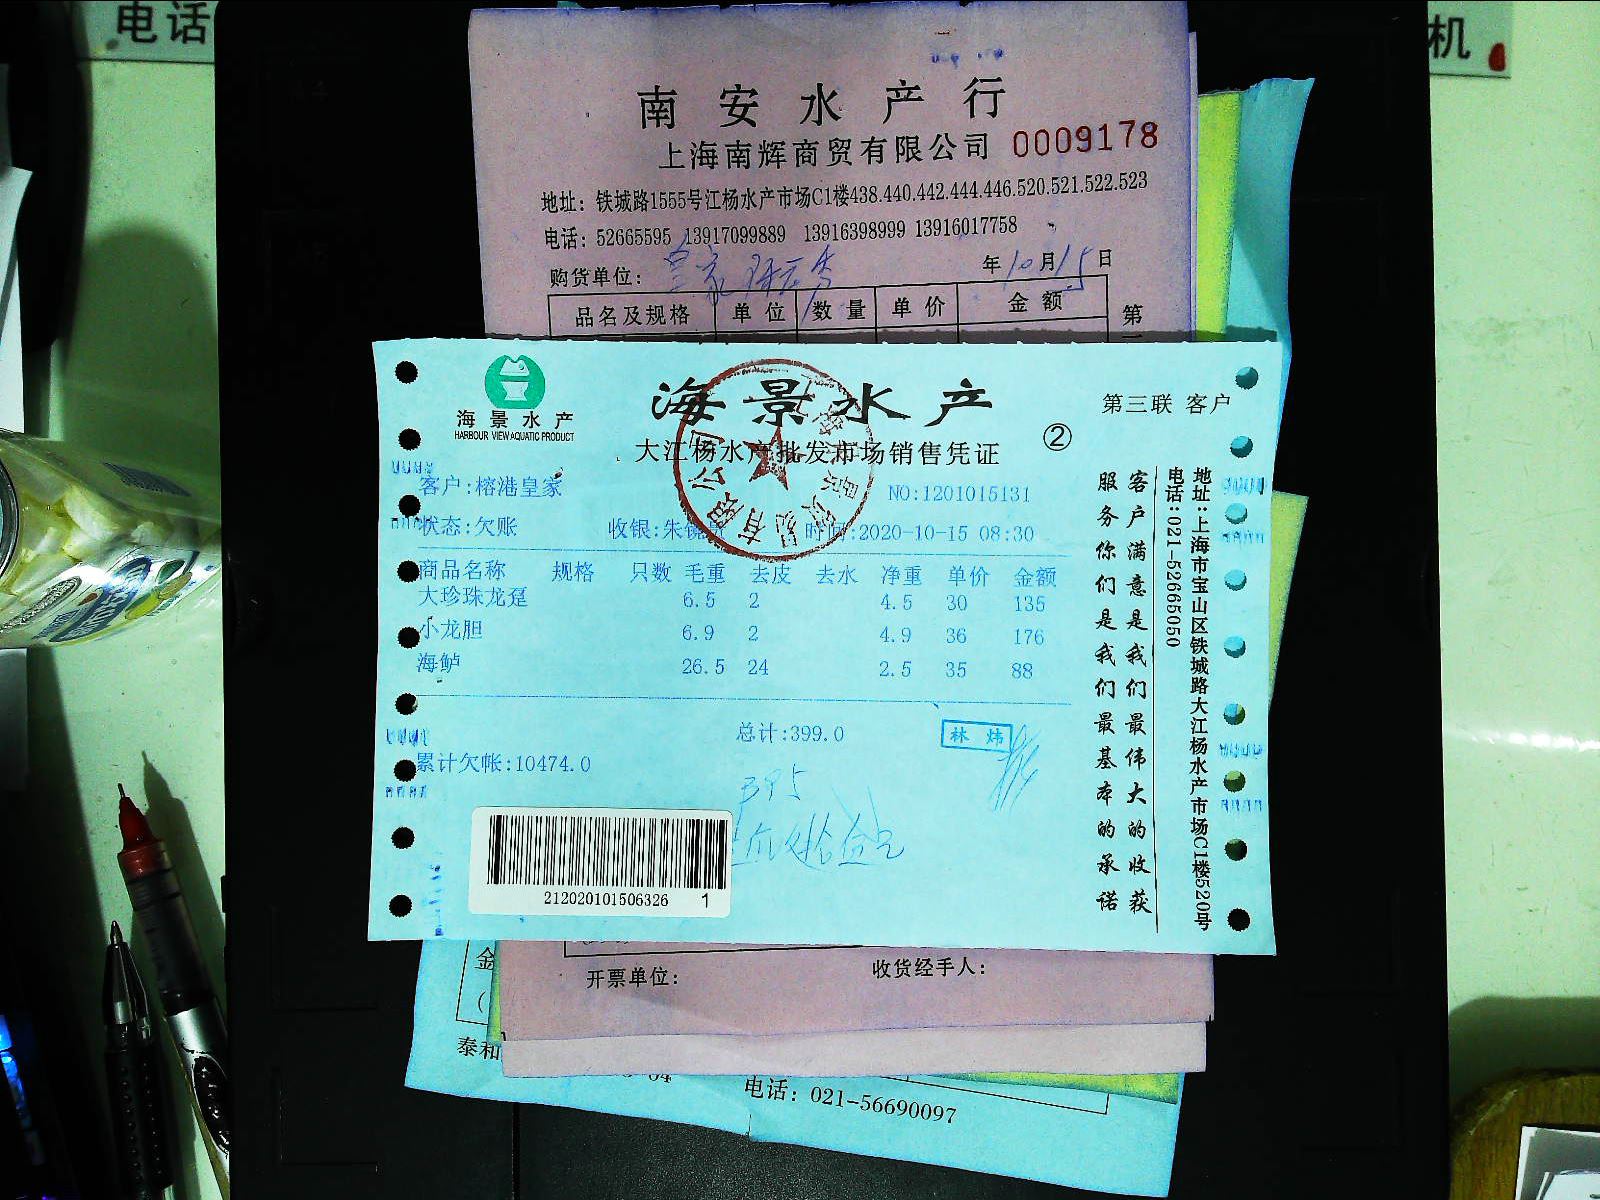 电话
机
南安水产行
上海南辉商贸有限公司 0009178
地址：铁城路1555号江杨水产市场C1楼438.440.442.444.446.520.521.522.523
电话：52665595 13917099889 13916398999 13916017758
购货单位：皇家 年10月15日
品名及规格 单位 数量 单价 金额
第一
海景水产
HARBOUR VIEW AQUATIC PRODUCT
海景水产
第三联 客户
大江杨水产批发市场销售凭证 ②
客户:榕港皇家 NO:1201015131
状态:欠账 收银:朱 时间:2020-10-15 08:30
商品名称 规格 只数 毛重 去皮 去水 净重 单价 金额
大珍珠龙趸 6.5 2 4.5 30 135
小龙胆 6.9 2 4.9 36 176
海鲈 26.5 24 2.5 35 88
总计:399.0 林炜
累计欠帐:10474.0
395
212020101506326 1
客户满意是我们最伟大的收获
服务你们是我们最基本的承诺
地址：上海市宝山区铁城路大江杨水产市场C1楼520号
电话：021-52665050
金
开票单位： 收货经手人：
泰和
电话：021-56690097